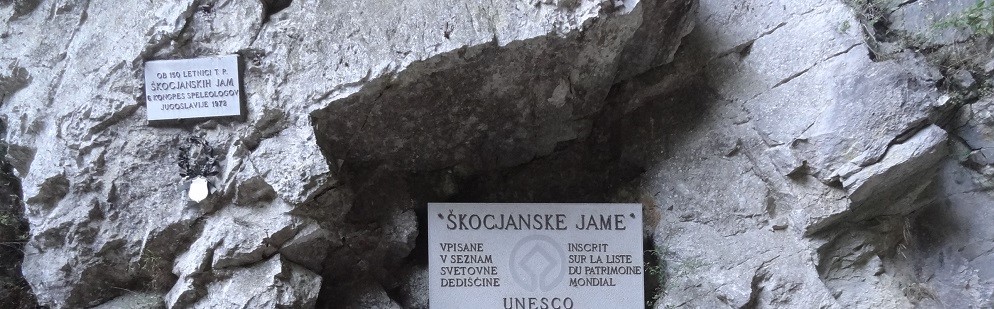 OB 150 LETNICI T. P.
ŠKOCJANSKIH JAM
6 KONGRES SPELEOLOGOV
JUGOSLAVIJE 1973
"ŠKOCJANSKE JAME"
VPISANE
V SEZNAM
SVETOVNE
DEDIŠČINE
INSCRIT
SUR LA LISTE
DU PATRIMOINE
MONDIAL
UNESCO